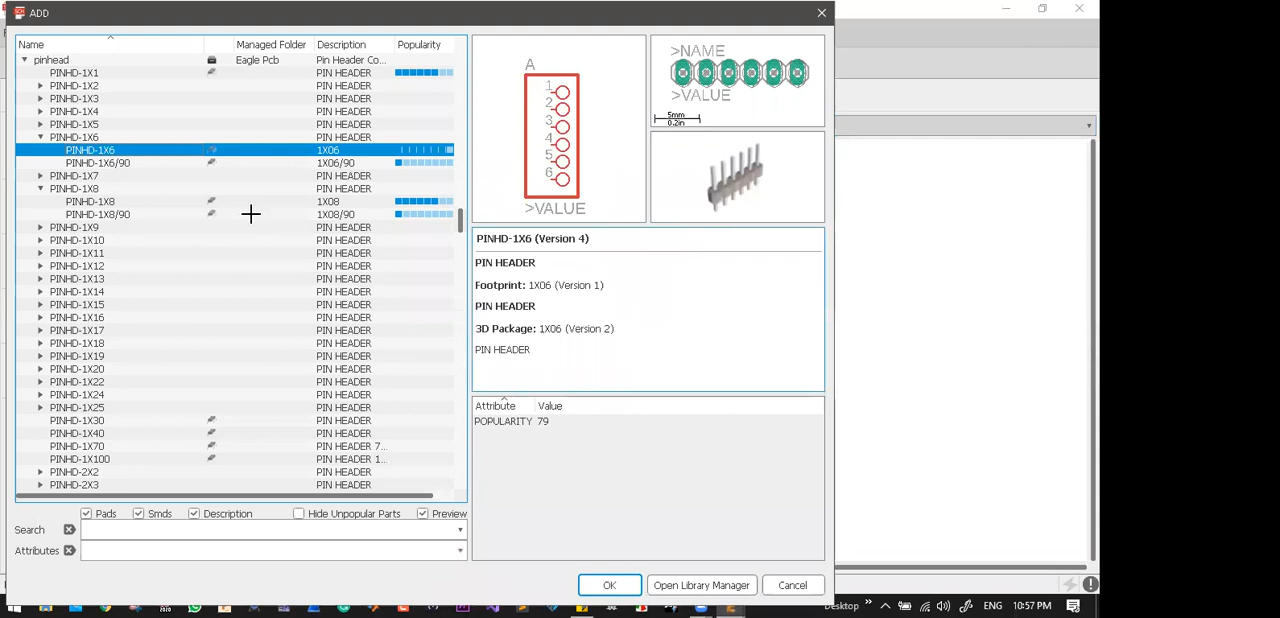 ADD
Name Managed Folder Description Popularity
pinhead Eagle Pcb Pin Header Co...
PINHD-1X1 PIN HEADER
PINHD-1X2 PIN HEADER
PINHD-1X3 PIN HEADER
PINHD-1X4 PIN HEADER
PINHD-1X5 PIN HEADER
PINHD-1X6 PIN HEADER
PINHD-1X6 1X06
PINHD-1X6/90 1X06/90
PINHD-1X7 PIN HEADER
PINHD-1X8 PIN HEADER
PINHD-1X8 1X08
PINHD-1X8/90 1X08/90
PINHD-1X9 PIN HEADER
PINHD-1X10 PIN HEADER
PINHD-1X11 PIN HEADER
PINHD-1X12 PIN HEADER
PINHD-1X13 PIN HEADER
PINHD-1X14 PIN HEADER
PINHD-1X15 PIN HEADER
PINHD-1X16 PIN HEADER
PINHD-1X17 PIN HEADER
PINHD-1X18 PIN HEADER
PINHD-1X19 PIN HEADER
PINHD-1X20 PIN HEADER
PINHD-1X22 PIN HEADER
PINHD-1X24 PIN HEADER
PINHD-1X25 PIN HEADER
PINHD-1X30 PIN HEADER
PINHD-1X40 PIN HEADER
PINHD-1X70 PIN HEADER 7...
PINHD-1X100 PIN HEADER 1...
PINHD-2X2 PIN HEADER
PINHD-2X3 PIN HEADER
Pads Smds Description Hide Unpopular Parts Preview
Search
Attributes
A
1
2
3
4
5
6
>VALUE
>NAME
>VALUE
5mm
0.2in
PINHD-1X6 (Version 4)
PIN HEADER
Footprint: 1X06 (Version 1)
PIN HEADER
3D Package: 1X06 (Version 2)
PIN HEADER
Attribute Value
POPULARITY 79
OK Open Library Manager Cancel
Desktop ENG 10:57 PM